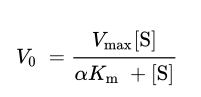 V₀ = Vmax[S] / αKm + [S]